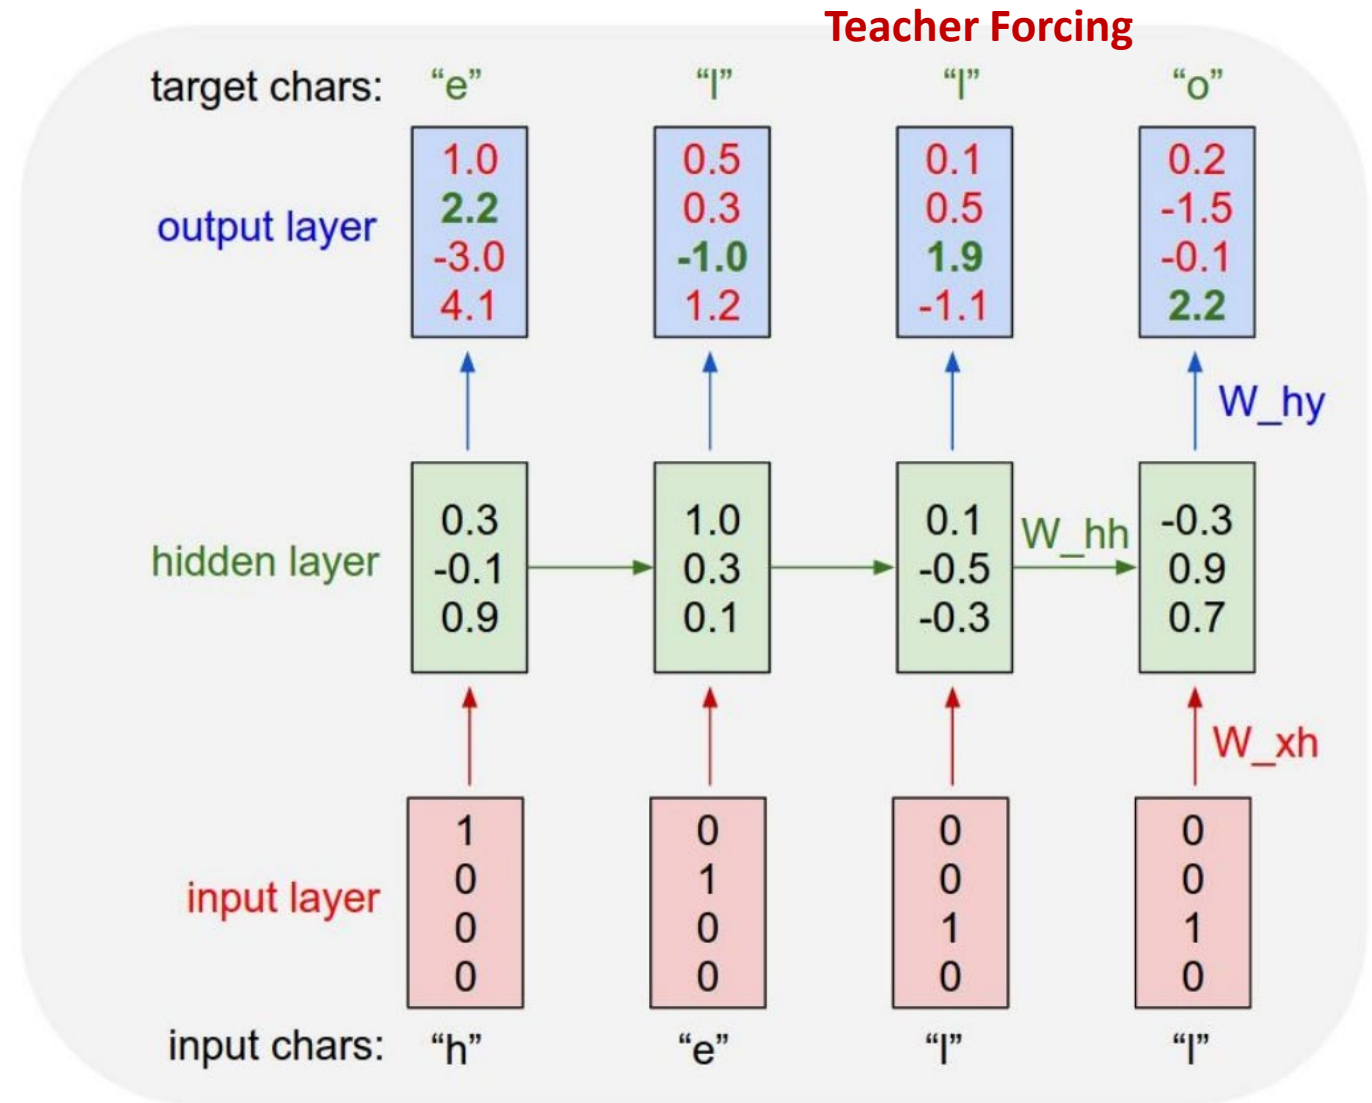 Teacher Forcing
target chars: “e” “l” “l” “o”
1.0 0.5 0.1 0.2
2.2 0.3 0.5 -1.5
output layer
-3.0 -1.0 1.9 -0.1
4.1 1.2 -1.1 2.2
W_hy
0.3 1.0 0.1 W_hh -0.3
hidden layer -0.1 0.3 -0.5 0.9
0.9 0.1 -0.3 0.7
W_xh
1 0 0 0
0 1 0 0
input layer
0 0 1 1
0 0 0 0
input chars: “h” “e” “l” “l”